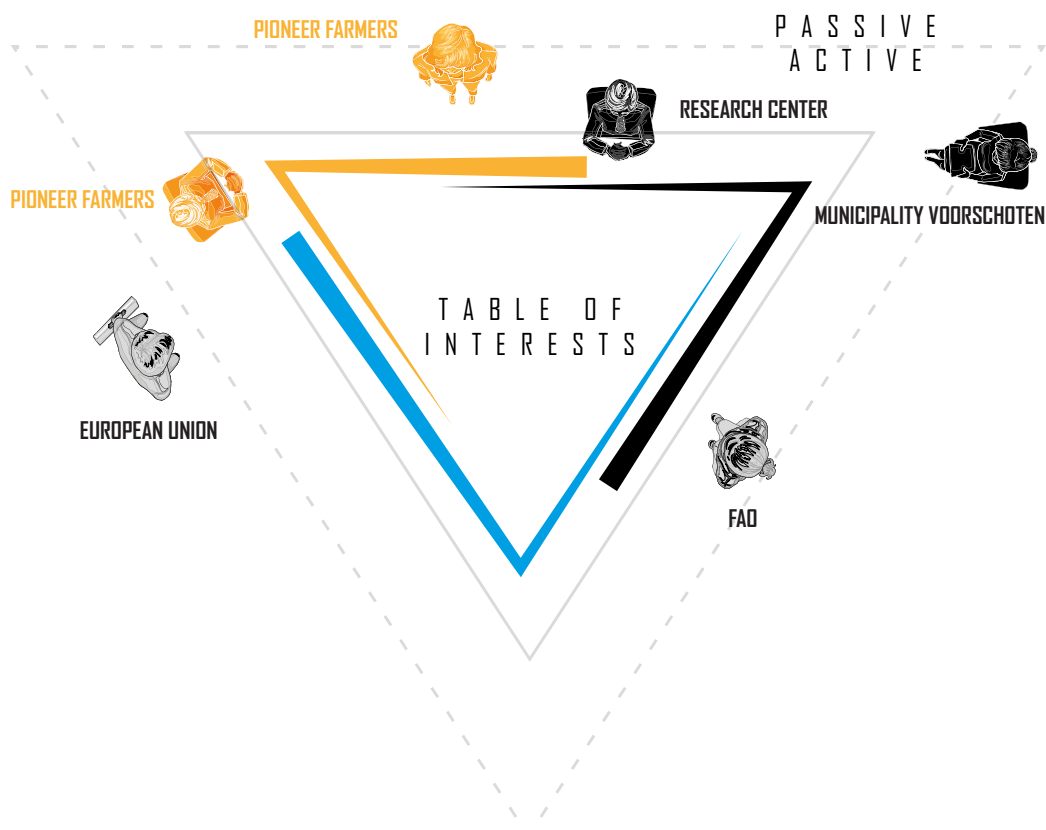 PASSIVE
ACTIVE
PIONEER FARMERS
RESEARCH CENTER
PIONEER FARMERS
MUNICIPALITY VOORSCHOTEN
TABLE OF
INTERESTS
EUROPEAN UNION
FAO